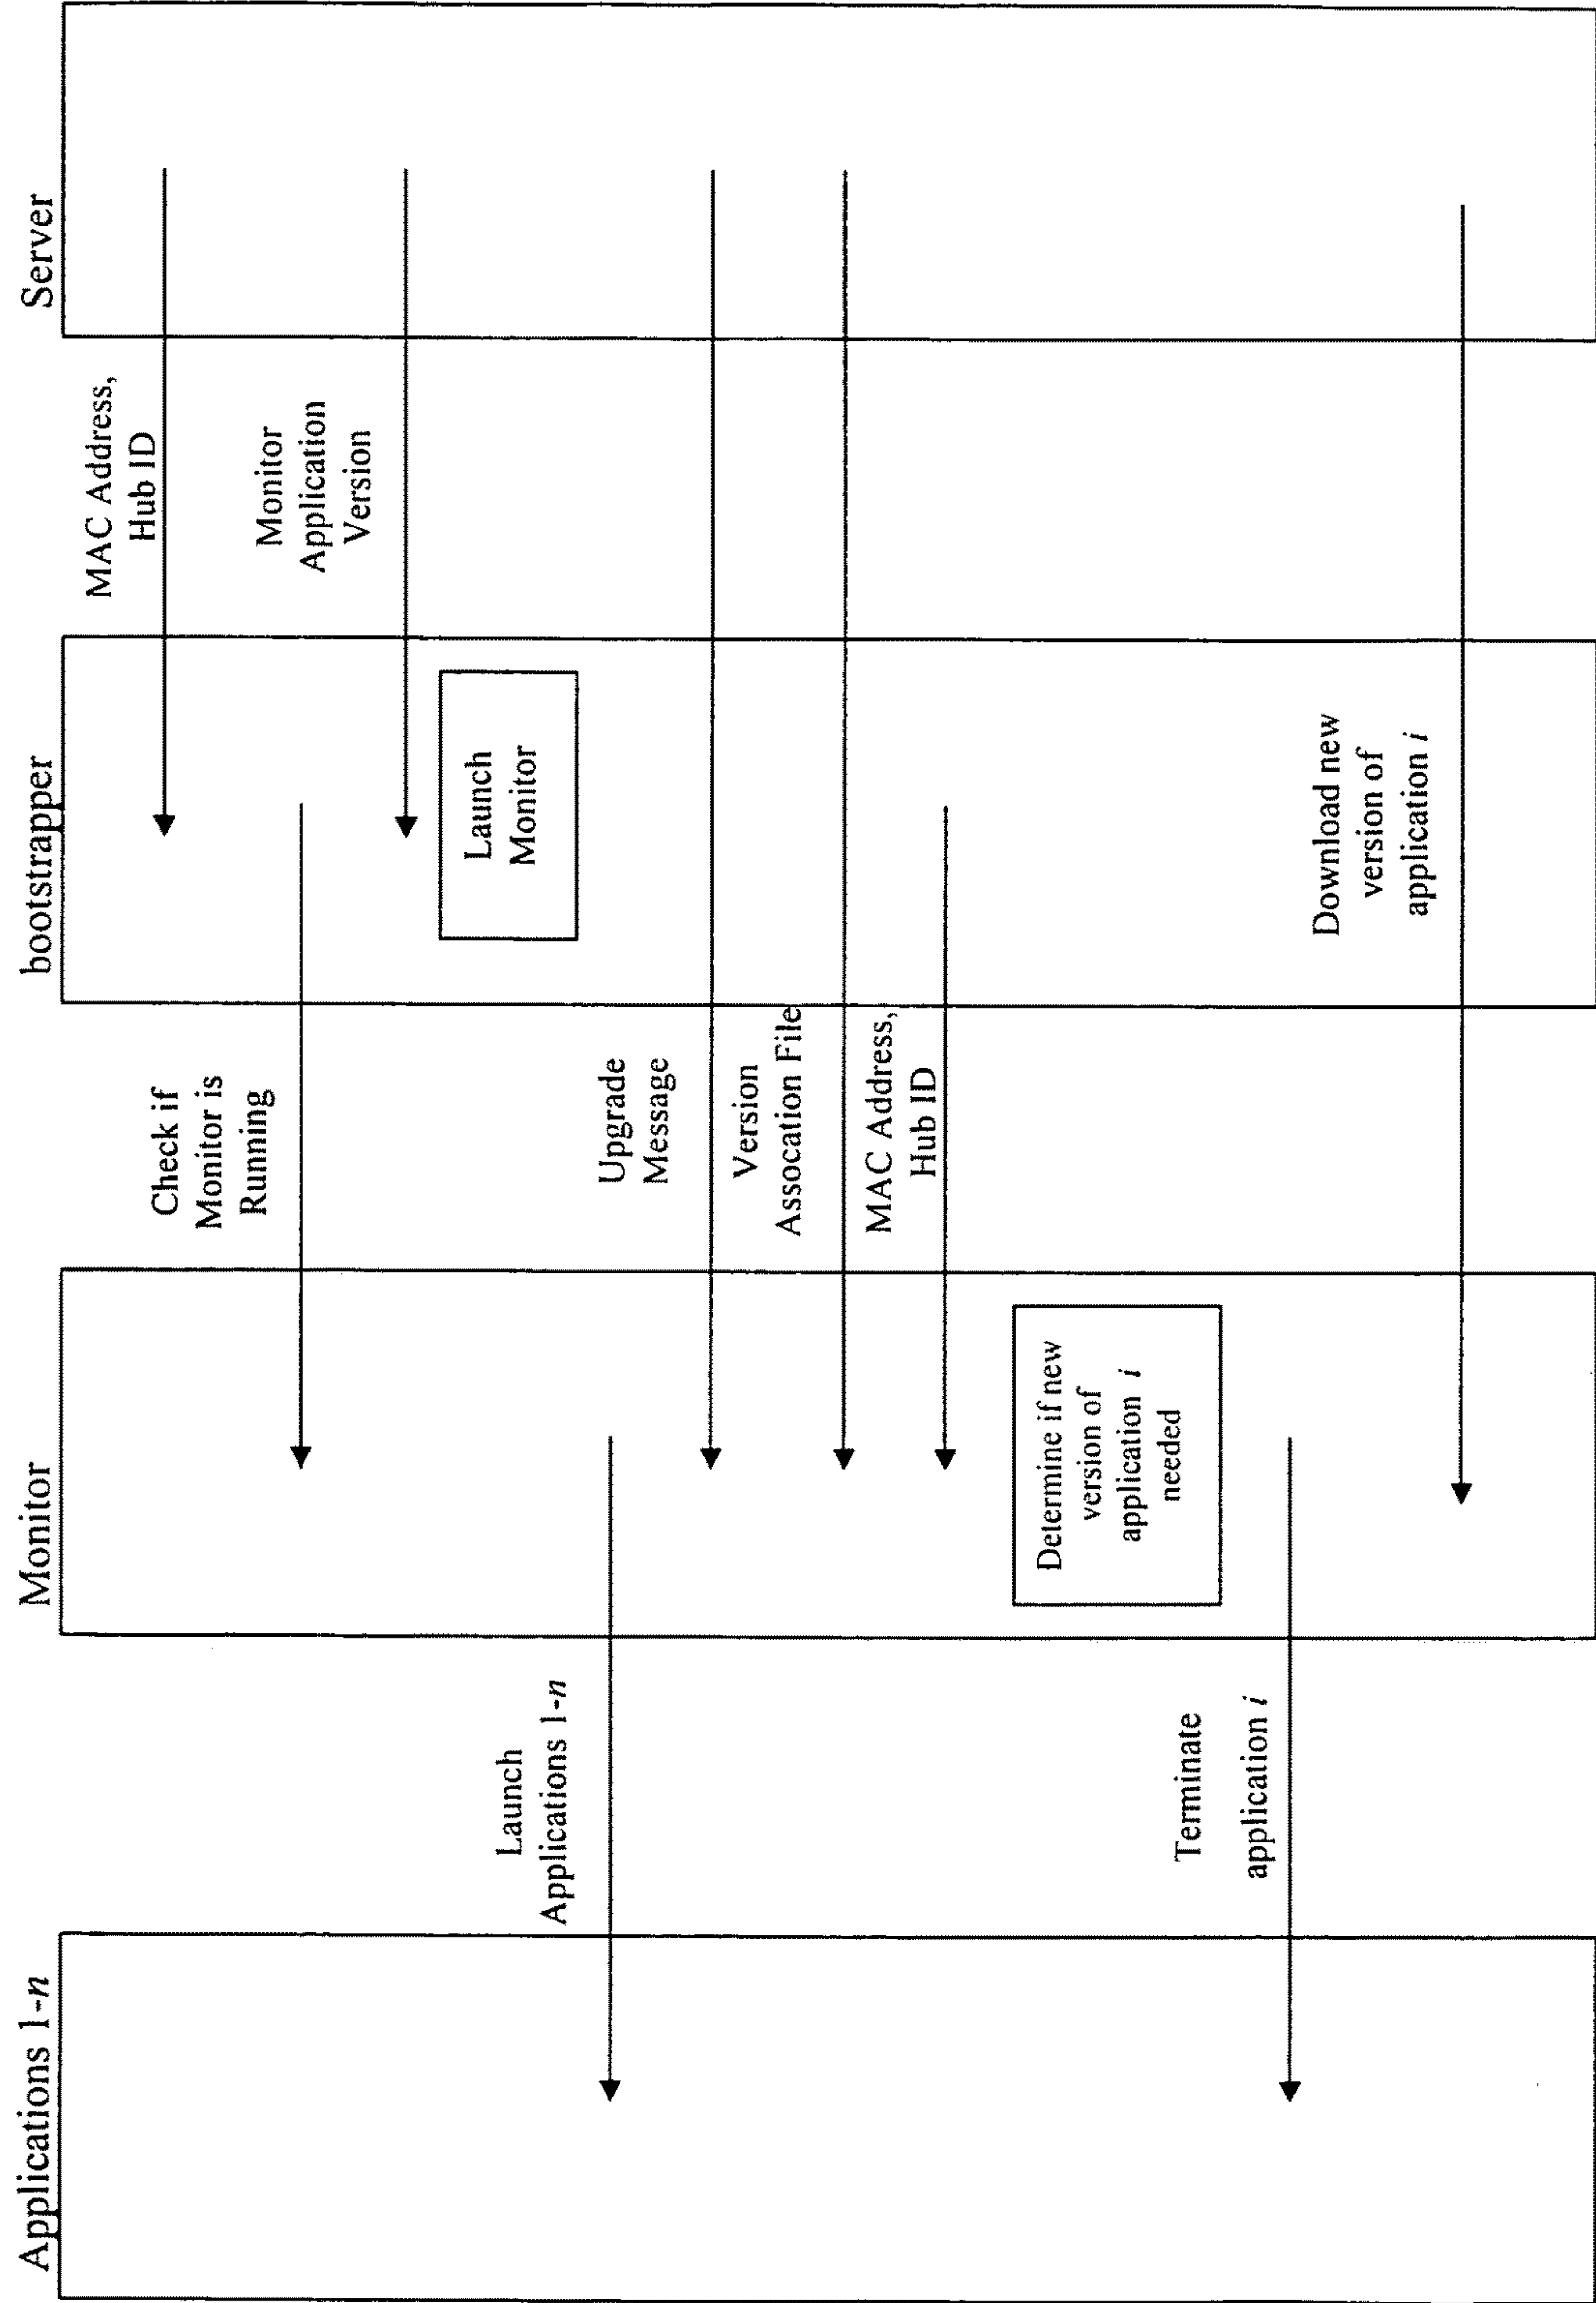 Applications 1-n
Monitor
bootstrapper
Server
MAC Address,
Hub ID
Check if
Monitor is
Running
Monitor
Application
Version
Launch
Monitor
Launch
Applications 1-n
Upgrade
Message
Version
Assocation File
MAC Address,
Hub ID
Determine if new
version of
application i
needed
Terminate
application i
Download new
version of
application i